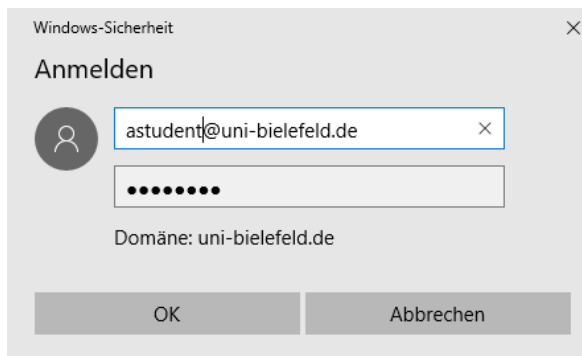 Windows-Sicherheit
Anmelden
astudent@uni-bielefeld.de
●●●●●●●●
Domäne: uni-bielefeld.de
OK
Abbrechen